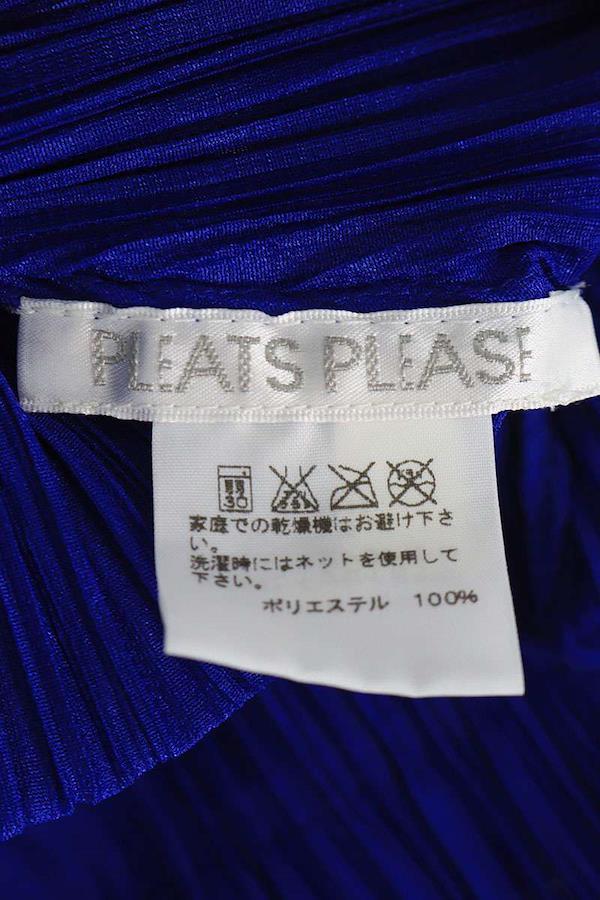 PLEATS PLEASE
家庭での乾燥機はお避け下さ
い。
洗濯時にはネットを使用して
下さい。
ポリエステル 100%